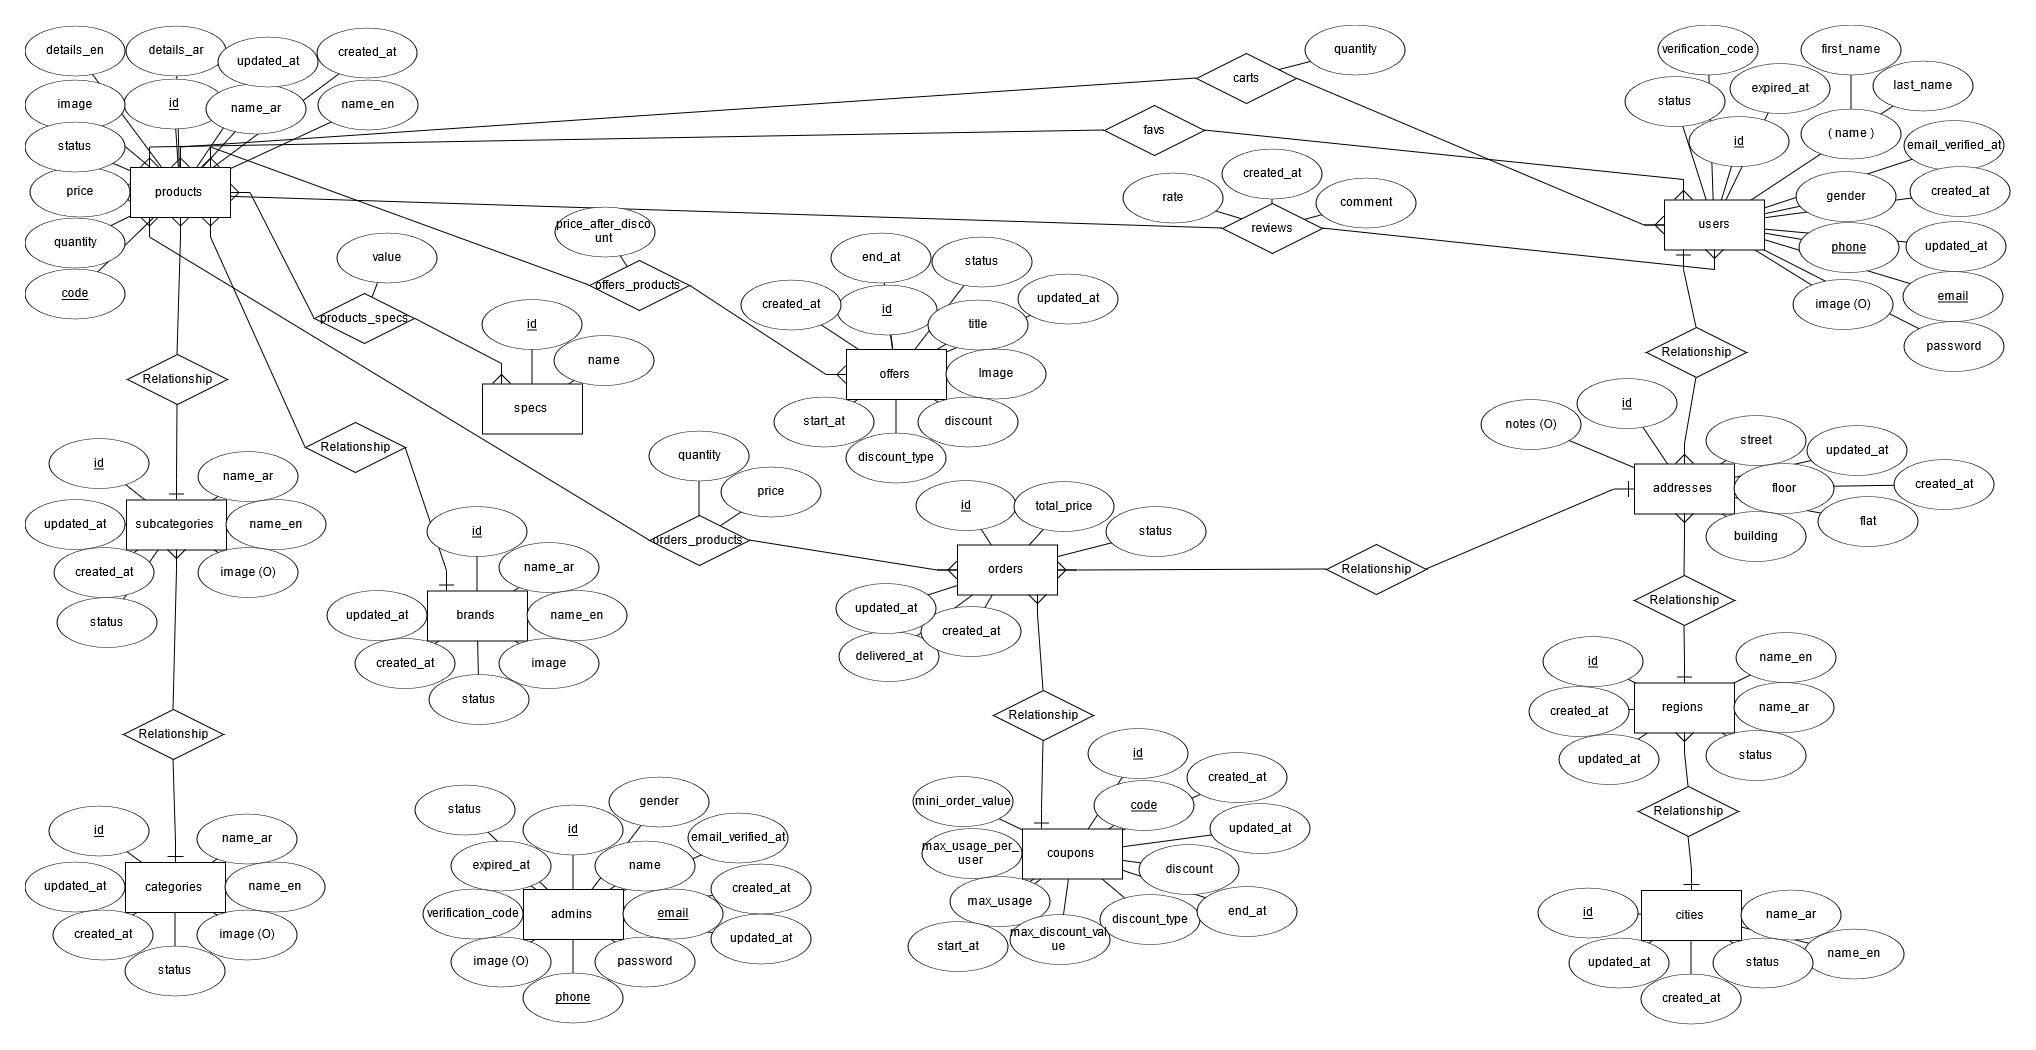 details_en
details_ar
updated_at
created_at
image
id
name_ar
name_en
status
products
price
quantity
code
carts
quantity
favs
created_at
rate
comment
reviews
verification_code
first_name
status
expired_at
last_name
id
( name )
email_verified_at
gender
created_at
users
phone
updated_at
image (O)
email
password
price_after_disco
unt
offers_products
value
products_specs
id
name
specs
end_at
status
created_at
id
updated_at
title
offers
Image
start_at
discount
discount_type
Relationship
Relationship
Relationship
id
notes (O)
street
updated_at
addresses
floor
created_at
flat
building
id
name_ar
updated_at
subcategories
name_en
created_at
image (O)
status
id
name_ar
updated_at
brands
name_en
created_at
image
status
quantity
price
orders_products
id
total_price
status
orders
updated_at
created_at
delivered_at
Relationship
Relationship
id
name_en
created_at
regions
name_ar
updated_at
status
Relationship
Relationship
Relationship
id
name_ar
updated_at
categories
name_en
created_at
image (O)
status
status
gender
id
email_verified_at
expired_at
name
created_at
verification_code
admins
email
updated_at
image (O)
password
phone
id
created_at
mini_order_value
code
updated_at
max_usage_per_
user
coupons
discount
max_usage
end_at
discount_type
start_at
max_discount_val
ue
id
cities
name_ar
updated_at
status
name_en
created_at